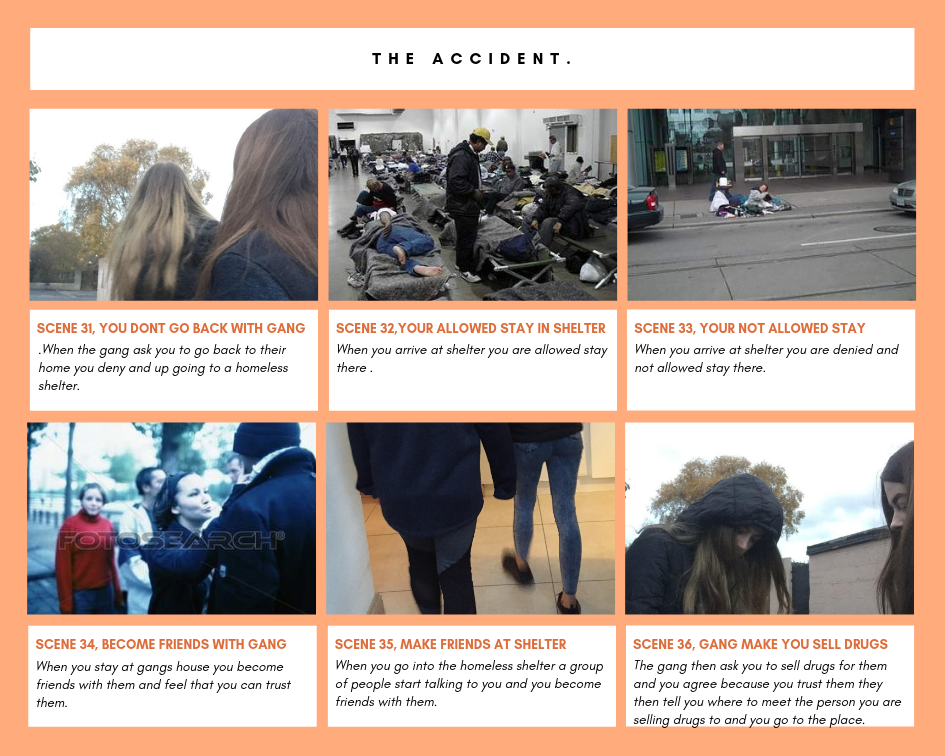 THE ACCIDENT.
SCENE 31, YOU DONT GO BACK WITH GANG
.When the gang ask you to go back to their
home you deny and up going to a homeless
shelter.
SCENE 32,YOUR ALLOWED STAY IN SHELTER
When you arrive at shelter you are allowed stay
there .
SCENE 33, YOUR NOT ALLOWED STAY
When you arrive at shelter you are denied and
not allowed stay there.
FOTOSEARCH®
SCENE 34, BECOME FRIENDS WITH GANG
When you stay at gangs house you become
friends with them and feel that you can trust
them.
SCENE 35, MAKE FRIENDS AT SHELTER
When you go into the homeless shelter a group
of people start talking to you and you become
friends with them.
SCENE 36, GANG MAKE YOU SELL DRUGS
The gang then ask you to sell drugs for them
and you agree because you trust them they
then tell you where to meet the person you are
selling drugs to and you go to the place.